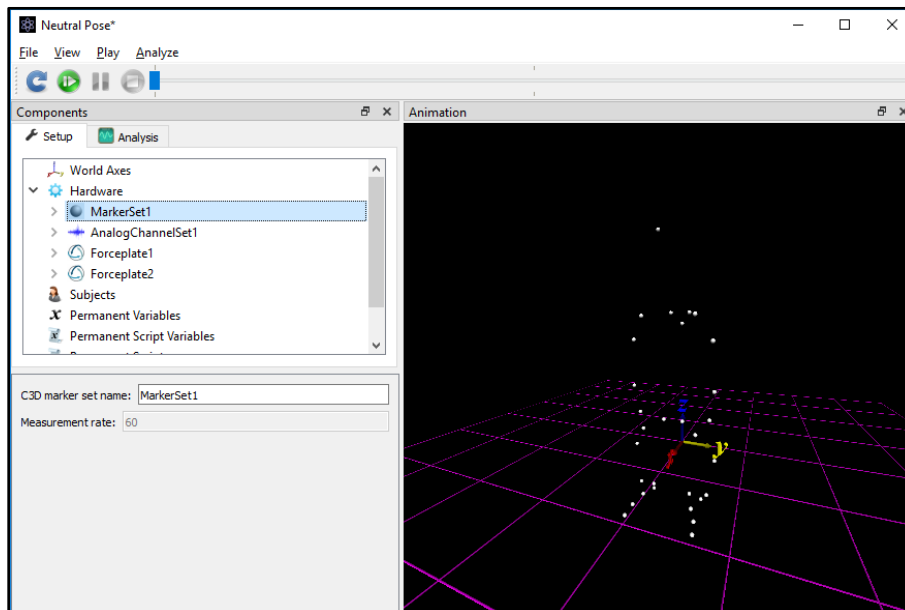 Neutral Pose*
File View Play Analyze
Components
Animation
Setup Analysis
World Axes
Hardware
MarkerSet1
AnalogChannelSet1
Forceplate1
Forceplate2
Subjects
Permanent Variables
Permanent Script Variables
C3D marker set name: MarkerSet1
Measurement rate: 60
z
y